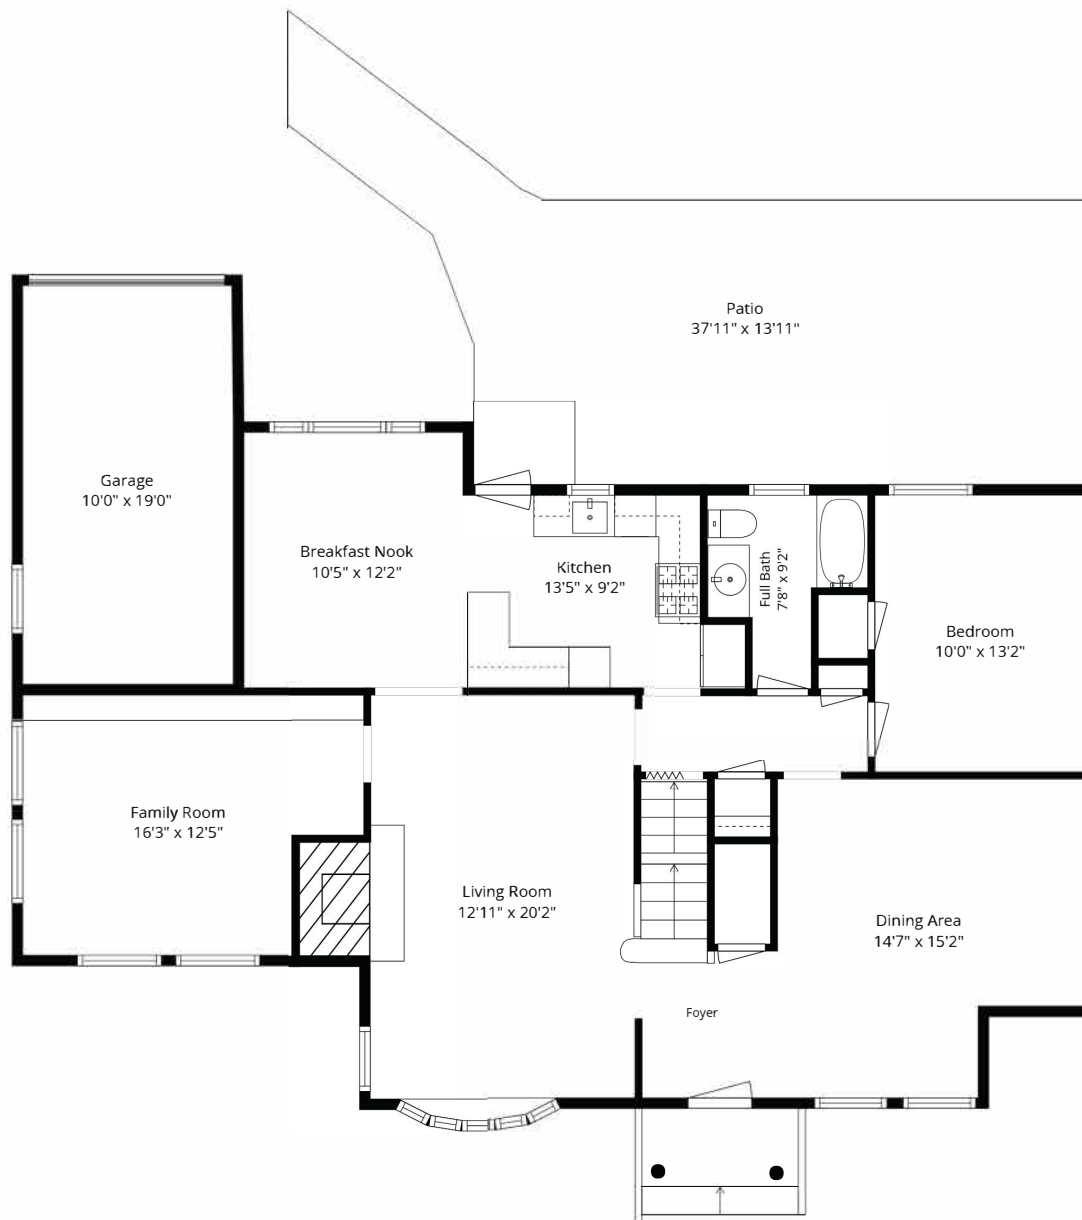 Patio
37'11" x 13'11"
Garage
10'0" x 19'0"
Breakfast Nook
10'5" x 12'2"
Kitchen
13'5" x 9'2"
Full Bath
7'8" x 9'2"
Bedroom
10'0" x 13'2"
Family Room
16'3" x 12'5"
Living Room
12'11" x 20'2"
Dining Area
14'7" x 15'2"
Foyer